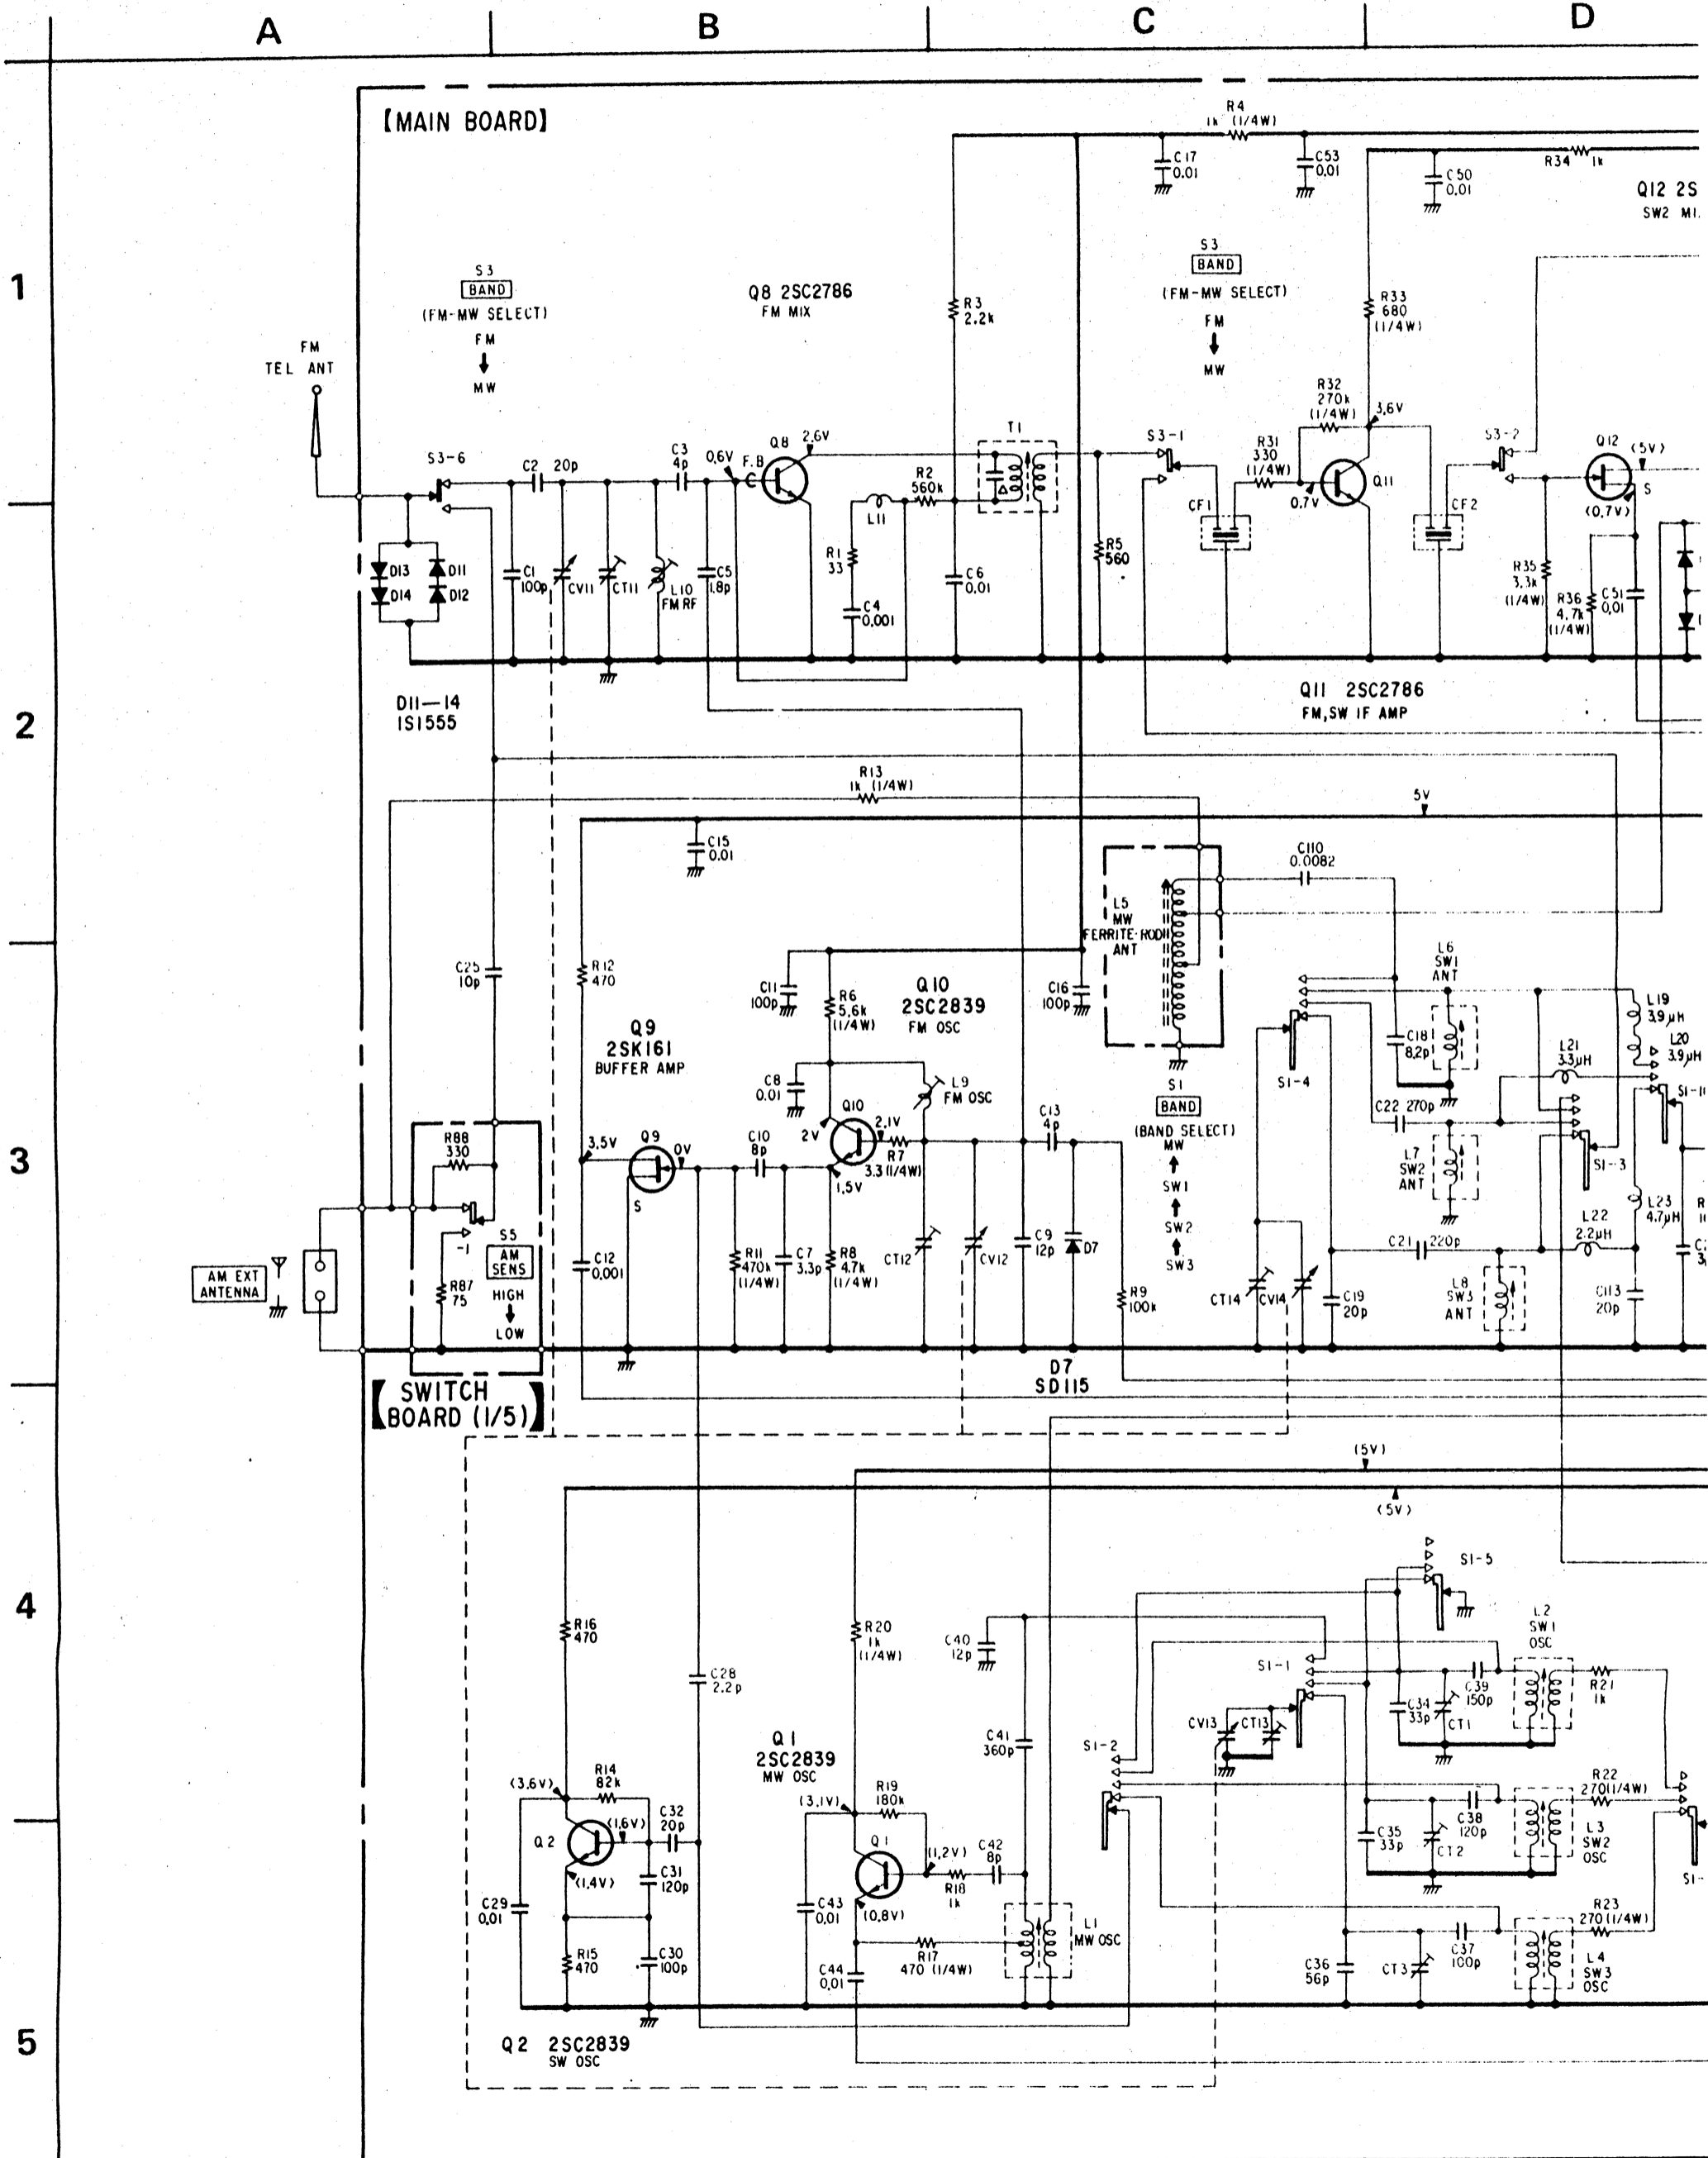 A
B
C
D
1
2
3
4
5
【MAIN BOARD】
R4
1k (1/4W)
C17
0.01
C53
0.01
C50
0.01
R34 1k
Q12 2S
SW2 MI.
S3
BAND
(FM-MW SELECT)
FM
MW
Q8 2SC2786
FM MIX
R3
2.2k
S3
BAND
(FM-MW SELECT)
FM
MW
R33
680
(1/4W)
FM
TEL ANT
S3-6
C2 20p
C3
4p
0.6V
F.B
Q8
2.6V
L11
R2
560k
T1
S3-1
R31
330
(1/4W)
R32
270k
(1/4W)
3.6V
0.7V
Q11
S3-2
Q12
(5V)
S
(0.7V)
CF1
CF2
D13
D14
D11
D12
C1
100p
CV11
CT11
L10
FM RF
C5
1.8p
R1
33
C4
0.001
C6
0.01
R5
560
R35
3.3k
(1/4W)
R36
4.7k
(1/4W)
C51
0.01
D11—14
1S1555
Q11 2SC2786
FM,SW IF AMP
R13
1k (1/4W)
5V
C15
0.01
C110
0.0082
L5
MW
FERRITE-ROD
ANT
C25
10p
R12
470
C11
100p
R6
5.6k
(1/4W)
Q10
2SC2839
FM OSC
C16
100p
L6
SW1
ANT
L19
3.9μH
L20
3.9μH
Q9
2SK161
BUFFER AMP
C8
0.01
L9
FM OSC
C18
8.2p
L21
3.3μH
S1-4
S1
BAND
(BAND SELECT)
MW
SW1
SW2
SW3
C22 270p
S1-3
R88
330
3.5V
Q9
0V
S
C10
8p
2V
Q10
2.1V
R7
3.3 (1/4W)
1.5V
C13
4p
L7
SW2
ANT
L23
4.7μH
L22
2.2μH
S5
AM
SENS
HIGH
LOW
-1
R87
75
AM EXT
ANTENNA
C12
0.001
R11
470k
(1/4W)
C7
3.3p
R8
4.7k
(1/4W)
CT12
CV12
C9
12p
D7
R9
100k
CT14
CV14
C19
20p
C21 220p
L8
SW3
ANT
C113
20p
【SWITCH
BOARD (1/5)】
D7
SD115
(5V)
(5V)
S1-5
R16
470
R20
1k
(1/4W)
C40
12p
L2
SW1
OSC
C28
2.2p
S1-1
C34
33p
CT1
C39
150p
R21
1k
CV13
CT13
C41
360p
S1-2
Q1
2SC2839
MW OSC
(3.6V)
R14
82k
(1.6V)
C32
20p
(3.1V)
R19
180k
R22
270(1/4W)
Q2
(1.4V)
C31
120p
Q1
(1.2V)
R18
1k
C42
8p
C35
33p
CT2
C38
120p
L3
SW2
OSC
C29
0.01
C43
0.01
(0.8V)
L1
MW OSC
R23
270(1/4W)
R15
470
C30
100p
C44
0.01
R17
470 (1/4W)
C36
56p
CT3
C37
100p
L4
SW3
OSC
Q2 2SC2839
SW OSC